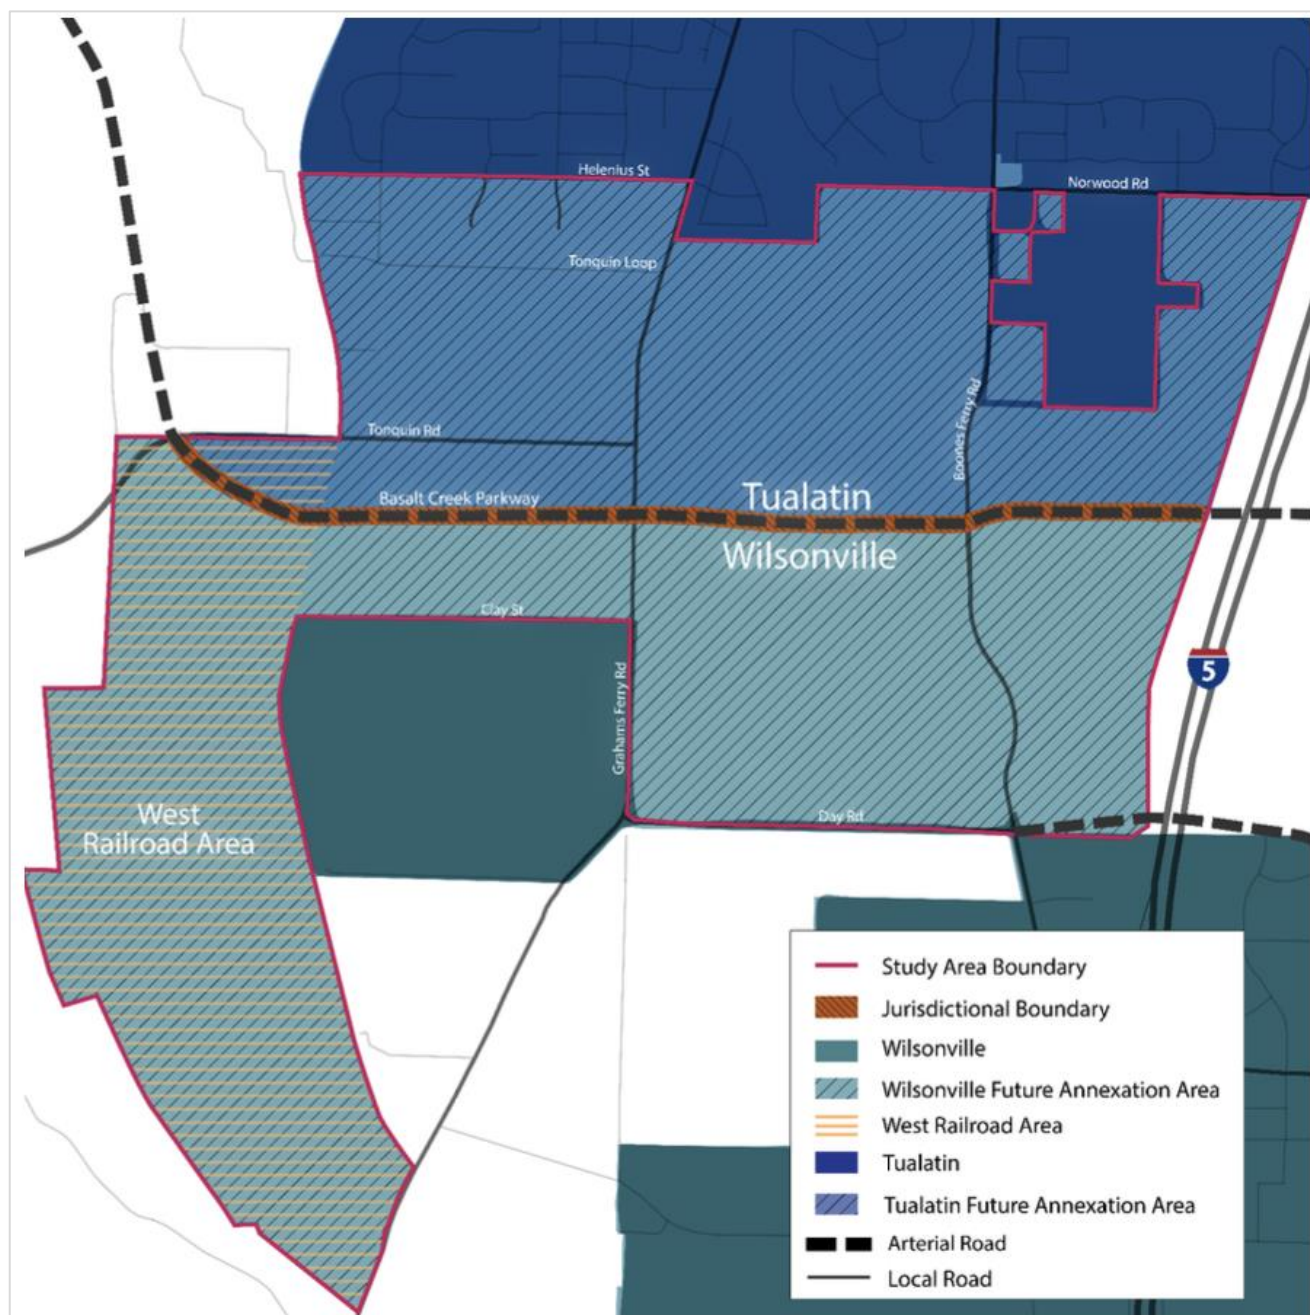 Helenius St
Norwood Rd
Tonquin Loop
Boones Ferry Rd
Tonquin Rd
Basalt Creek Parkway
Tualatin
Wilsonville
Clay St
5
Grahams Ferry Rd
West
Railroad Area
Day Rd
Study Area Boundary
Jurisdictional Boundary
Wilsonville
Wilsonville Future Annexation Area
West Railroad Area
Tualatin
Tualatin Future Annexation Area
Arterial Road
Local Road